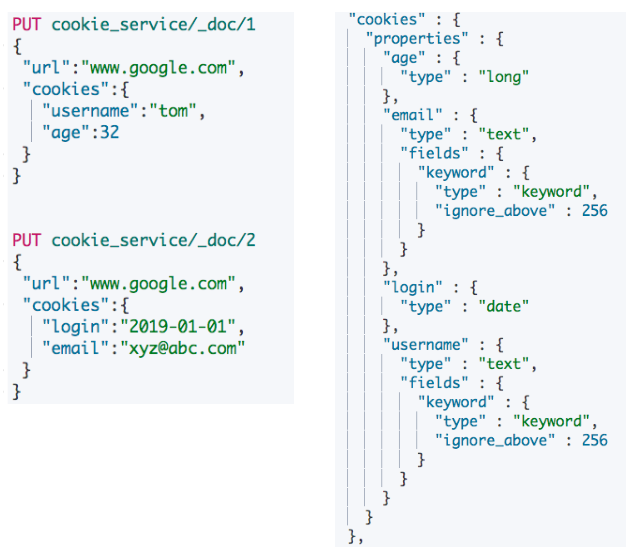 PUT cookie_service/_doc/1
{
"url":"www.google.com",
"cookies":{
"username":"tom",
"age":32
}
}
PUT cookie_service/_doc/2
{
"url":"www.google.com",
"cookies":{
"login":"2019-01-01",
"email":"xyz@abc.com"
}
}
"cookies" : {
"properties" : {
"age" : {
"type" : "long"
},
"email" : {
"type" : "text",
"fields" : {
"keyword" : {
"type" : "keyword",
"ignore_above" : 256
}
}
},
"login" : {
"type" : "date"
},
"username" : {
"type" : "text",
"fields" : {
"keyword" : {
"type" : "keyword",
"ignore_above" : 256
}
}
}
}
},